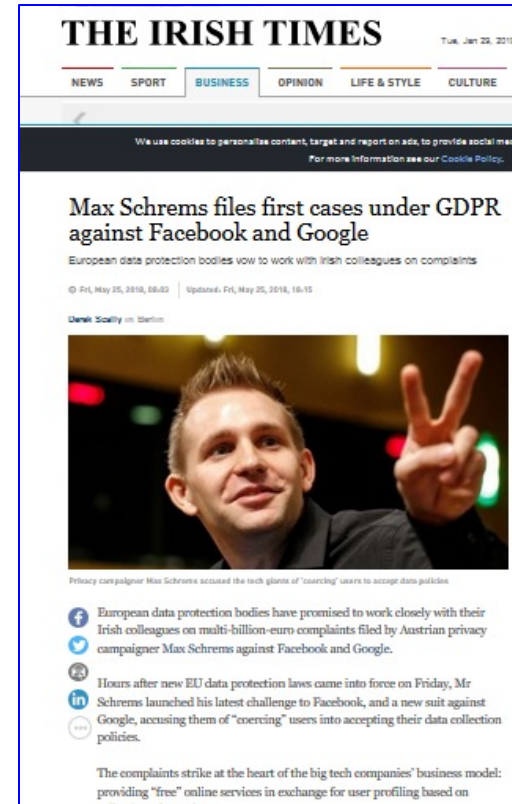 THE IRISH TIMES
Tue, Jan 29, 2019
NEWS SPORT BUSINESS OPINION LIFE & STYLE CULTURE
We use cookies to personalise content, target and report on ads, to provide social me
For more information see our Cookie Policy.
Max Schrems files first cases under GDPR
against Facebook and Google
European data protection bodies vow to work with Irish colleagues on complaints
Fri, May 25, 2018, 08:03 Updated: Fri, May 25, 2018, 18:15
Derek Scally in Berlin
Privacy campaigner Max Schrems accused the tech giants of 'coercing' users to accept data policies
European data protection bodies have promised to work closely with their
Irish colleagues on multi-billion-euro complaints filed by Austrian privacy
campaigner Max Schrems against Facebook and Google.
Hours after new EU data protection laws came into force on Friday, Mr
Schrems launched his latest challenge to Facebook, and a new suit against
Google, accusing them of “coercing” users into accepting their data collection
policies.
The complaints strike at the heart of the big tech companies’ business model:
providing “free” online services in exchange for user profiling based on